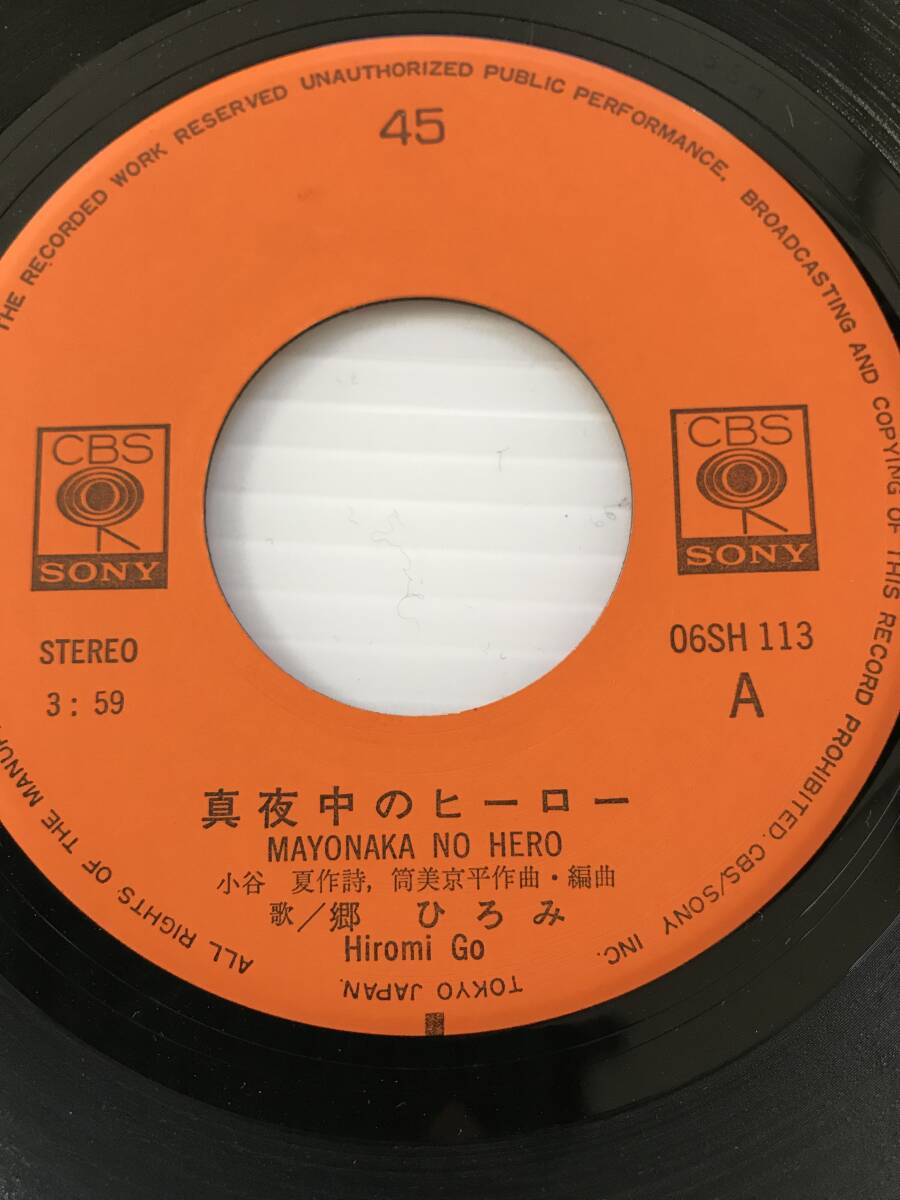 45
CBS
SONY
CBS
SONY
STEREO
3:59
06SH 113
A
真夜中のヒーロー
MAYONAKA NO HERO
小谷 夏作詩, 筒美京平作曲・編曲
歌／郷 ひろみ
Hiromi Go
ALL RIGHTS OF THE MANUF
THE RECORDED WORK RESERVED UNAUTHORIZED PUBLIC PERFORMANCE, BROADCASTING AND COPYING OF THIS RECORD PROHIBITED. CBS/SONY INC.
TOKYO JAPAN.